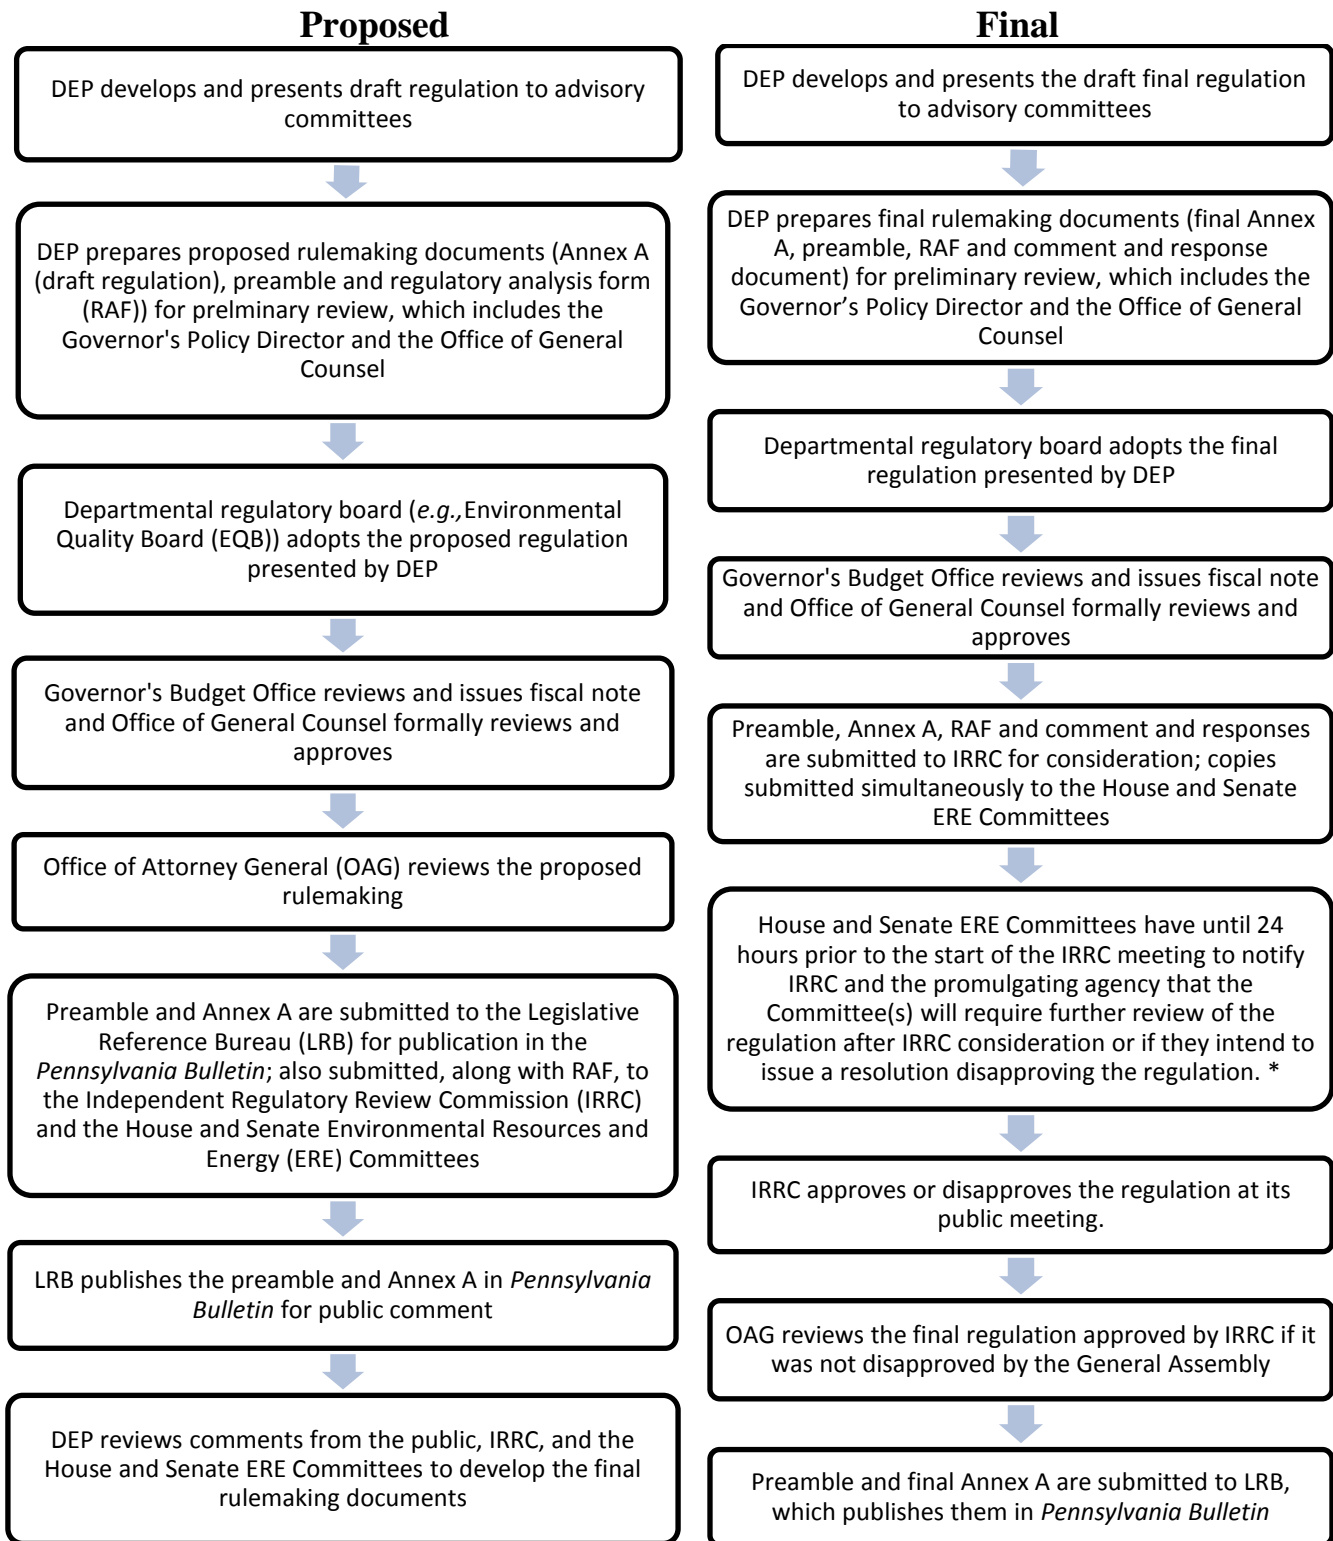 Proposed
DEP develops and presents draft regulation to advisory
committees
DEP prepares proposed rulemaking documents (Annex A
(draft regulation), preamble and regulatory analysis form
(RAF)) for prelminary review, which includes the
Governor's Policy Director and the Office of General
Counsel
Departmental regulatory board (e.g.,Environmental
Quality Board (EQB)) adopts the proposed regulation
presented by DEP
Governor's Budget Office reviews and issues fiscal note
and Office of General Counsel formally reviews and
approves
Office of Attorney General (OAG) reviews the proposed
rulemaking
Preamble and Annex A are submitted to the Legislative
Reference Bureau (LRB) for publication in the
Pennsylvania Bulletin; also submitted, along with RAF, to
the Independent Regulatory Review Commission (IRRC)
and the House and Senate Environmental Resources and
Energy (ERE) Committees
LRB publishes the preamble and Annex A in Pennsylvania
Bulletin for public comment
DEP reviews comments from the public, IRRC, and the
House and Senate ERE Committees to develop the final
rulemaking documents
Final
DEP develops and presents the draft final regulation
to advisory committees
DEP prepares final rulemaking documents (final Annex
A, preamble, RAF and comment and response
document) for preliminary review, which includes the
Governor’s Policy Director and the Office of General
Counsel
Departmental regulatory board adopts the final
regulation presented by DEP
Governor's Budget Office reviews and issues fiscal note
and Office of General Counsel formally reviews and
approves
Preamble, Annex A, RAF and comment and responses
are submitted to IRRC for consideration; copies
submitted simultaneously to the House and Senate
ERE Committees
House and Senate ERE Committees have until 24
hours prior to the start of the IRRC meeting to notify
IRRC and the promulgating agency that the
Committee(s) will require further review of the
regulation after IRRC consideration or if they intend to
issue a resolution disapproving the regulation. *
IRRC approves or disapproves the regulation at its
public meeting.
OAG reviews the final regulation approved by IRRC if it
was not disapproved by the General Assembly
Preamble and final Annex A are submitted to LRB,
which publishes them in Pennsylvania Bulletin